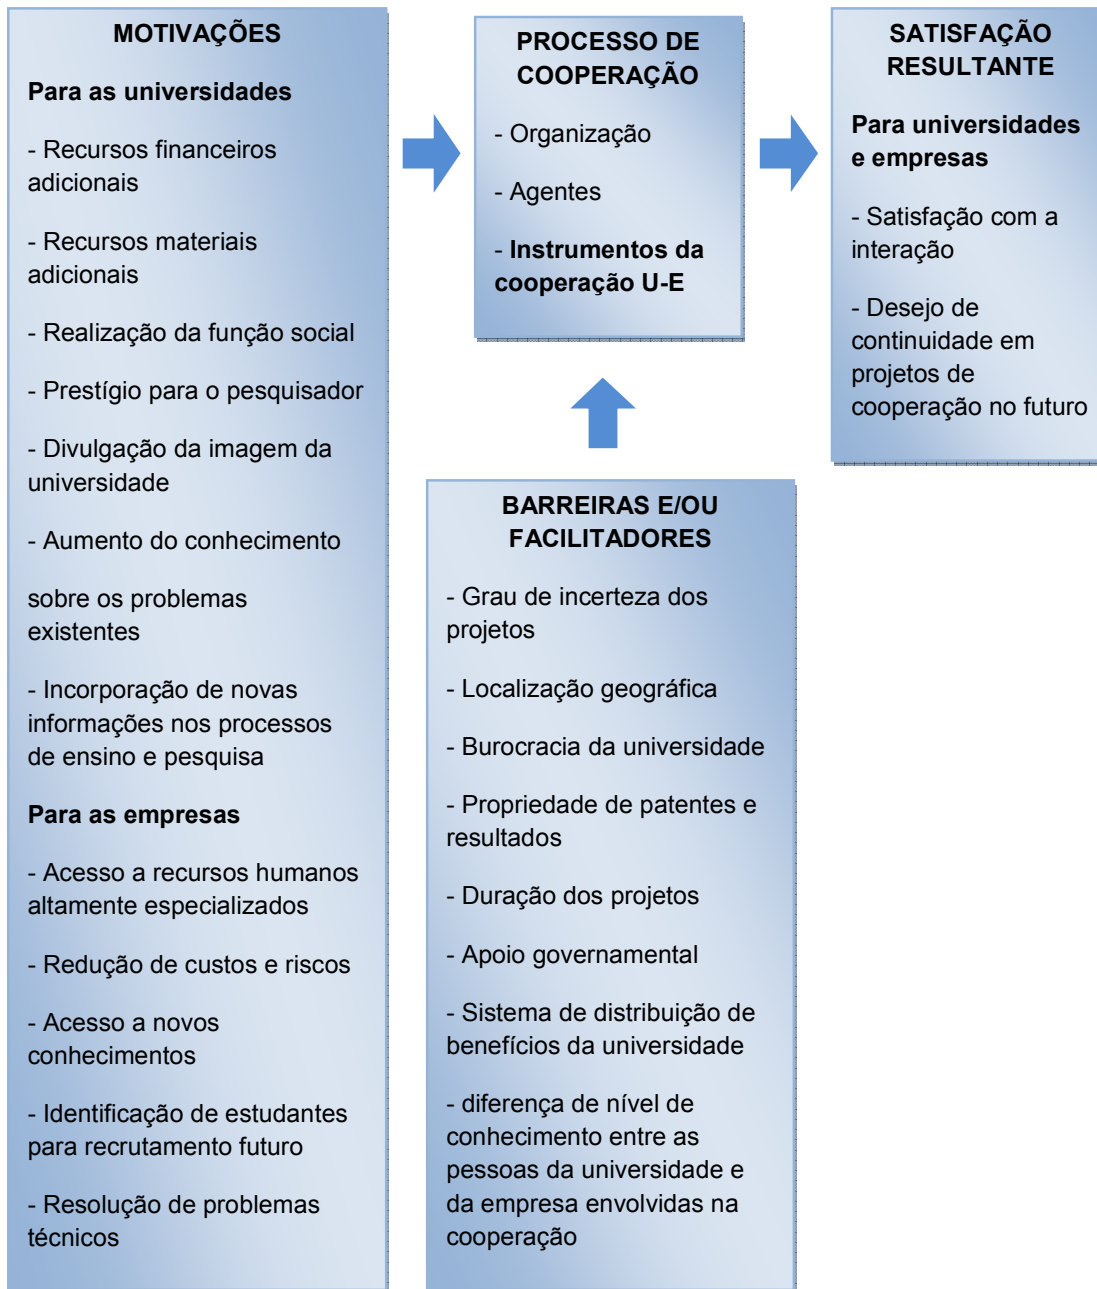 MOTIVAÇÕES
Para as universidades
- Recursos financeiros
adicionais
- Recursos materiais
adicionais
- Realização da função social
- Prestígio para o pesquisador
- Divulgação da imagem da
universidade
- Aumento do conhecimento
sobre os problemas
existentes
- Incorporação de novas
informações nos processos
de ensino e pesquisa
Para as empresas
- Acesso a recursos humanos
altamente especializados
- Redução de custos e riscos
- Acesso a novos
conhecimentos
- Identificação de estudantes
para recrutamento futuro
- Resolução de problemas
técnicos
PROCESSO DE
COOPERAÇÃO
- Organização
- Agentes
- Instrumentos da
cooperação U-E
BARREIRAS E/OU
FACILITADORES
- Grau de incerteza dos
projetos
- Localização geográfica
- Burocracia da universidade
- Propriedade de patentes e
resultados
- Duração dos projetos
- Apoio governamental
- Sistema de distribuição de
benefícios da universidade
- diferença de nível de
conhecimento entre as
pessoas da universidade e
da empresa envolvidas na
cooperação
SATISFAÇÃO
RESULTANTE
Para universidades
e empresas
- Satisfação com a
interação
- Desejo de
continuidade em
projetos de
cooperação no futuro